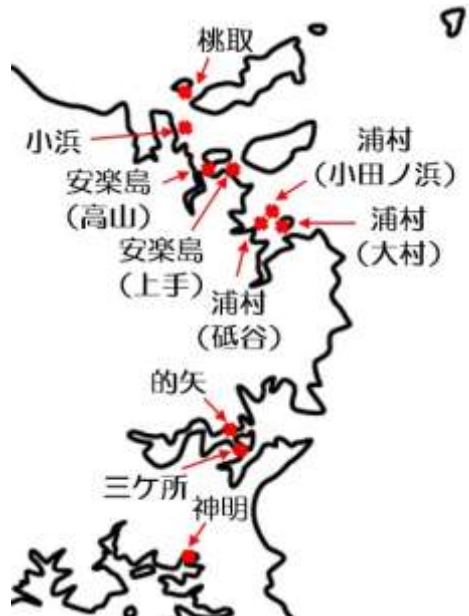 桃取
小浜
安楽島
（高山）
安楽島
（上手）
浦村
（小田ノ浜）
浦村
（大村）
浦村
（砥谷）
的矢
三ケ所
神明